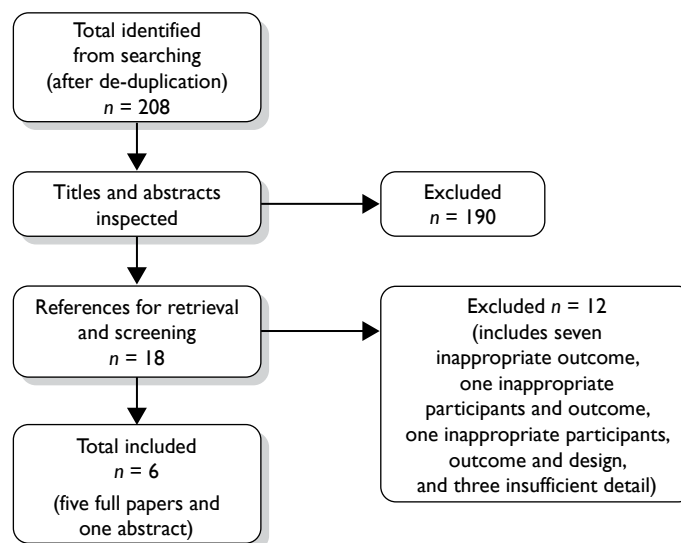 Total identified
from searching
(after de-duplication)
n = 208
Titles and abstracts
inspected
Excluded
n = 190
References for retrieval
and screening
n = 18
Excluded n = 12
(includes seven
inappropriate outcome,
one inappropriate
participants and outcome,
one inappropriate participants,
outcome and design,
and three insufficient detail)
Total included
n = 6
(five full papers and
one abstract)